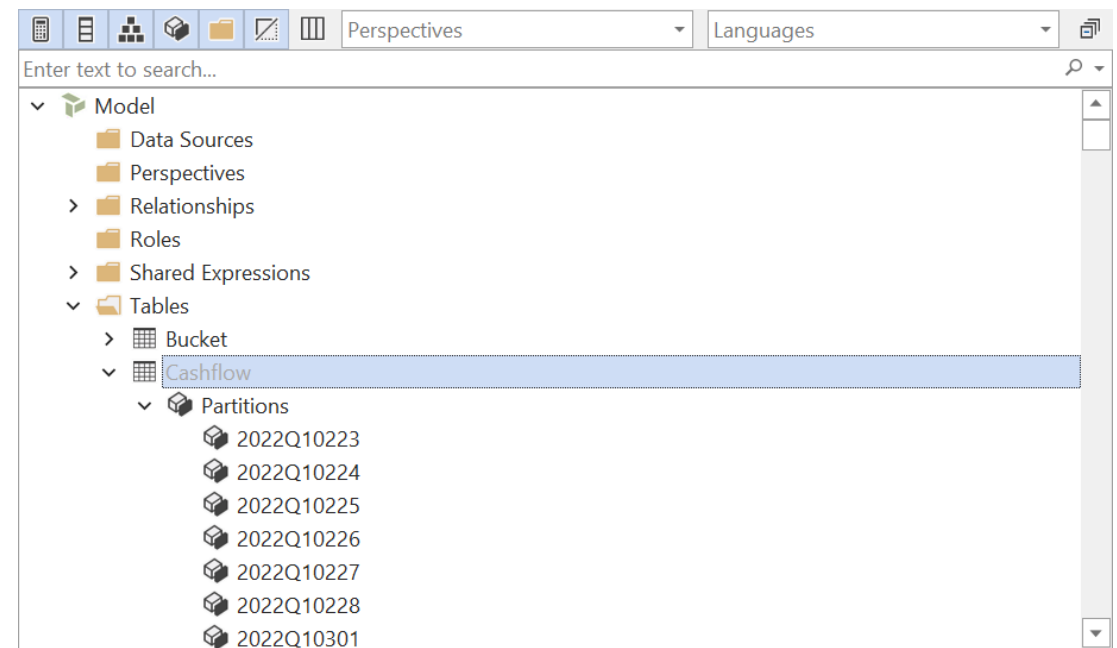 Perspectives Languages
Enter text to search...
Model
Data Sources
Perspectives
Relationships
Roles
Shared Expressions
Tables
Bucket
Cashflow
Partitions
2022Q10223
2022Q10224
2022Q10225
2022Q10226
2022Q10227
2022Q10228
2022Q10301